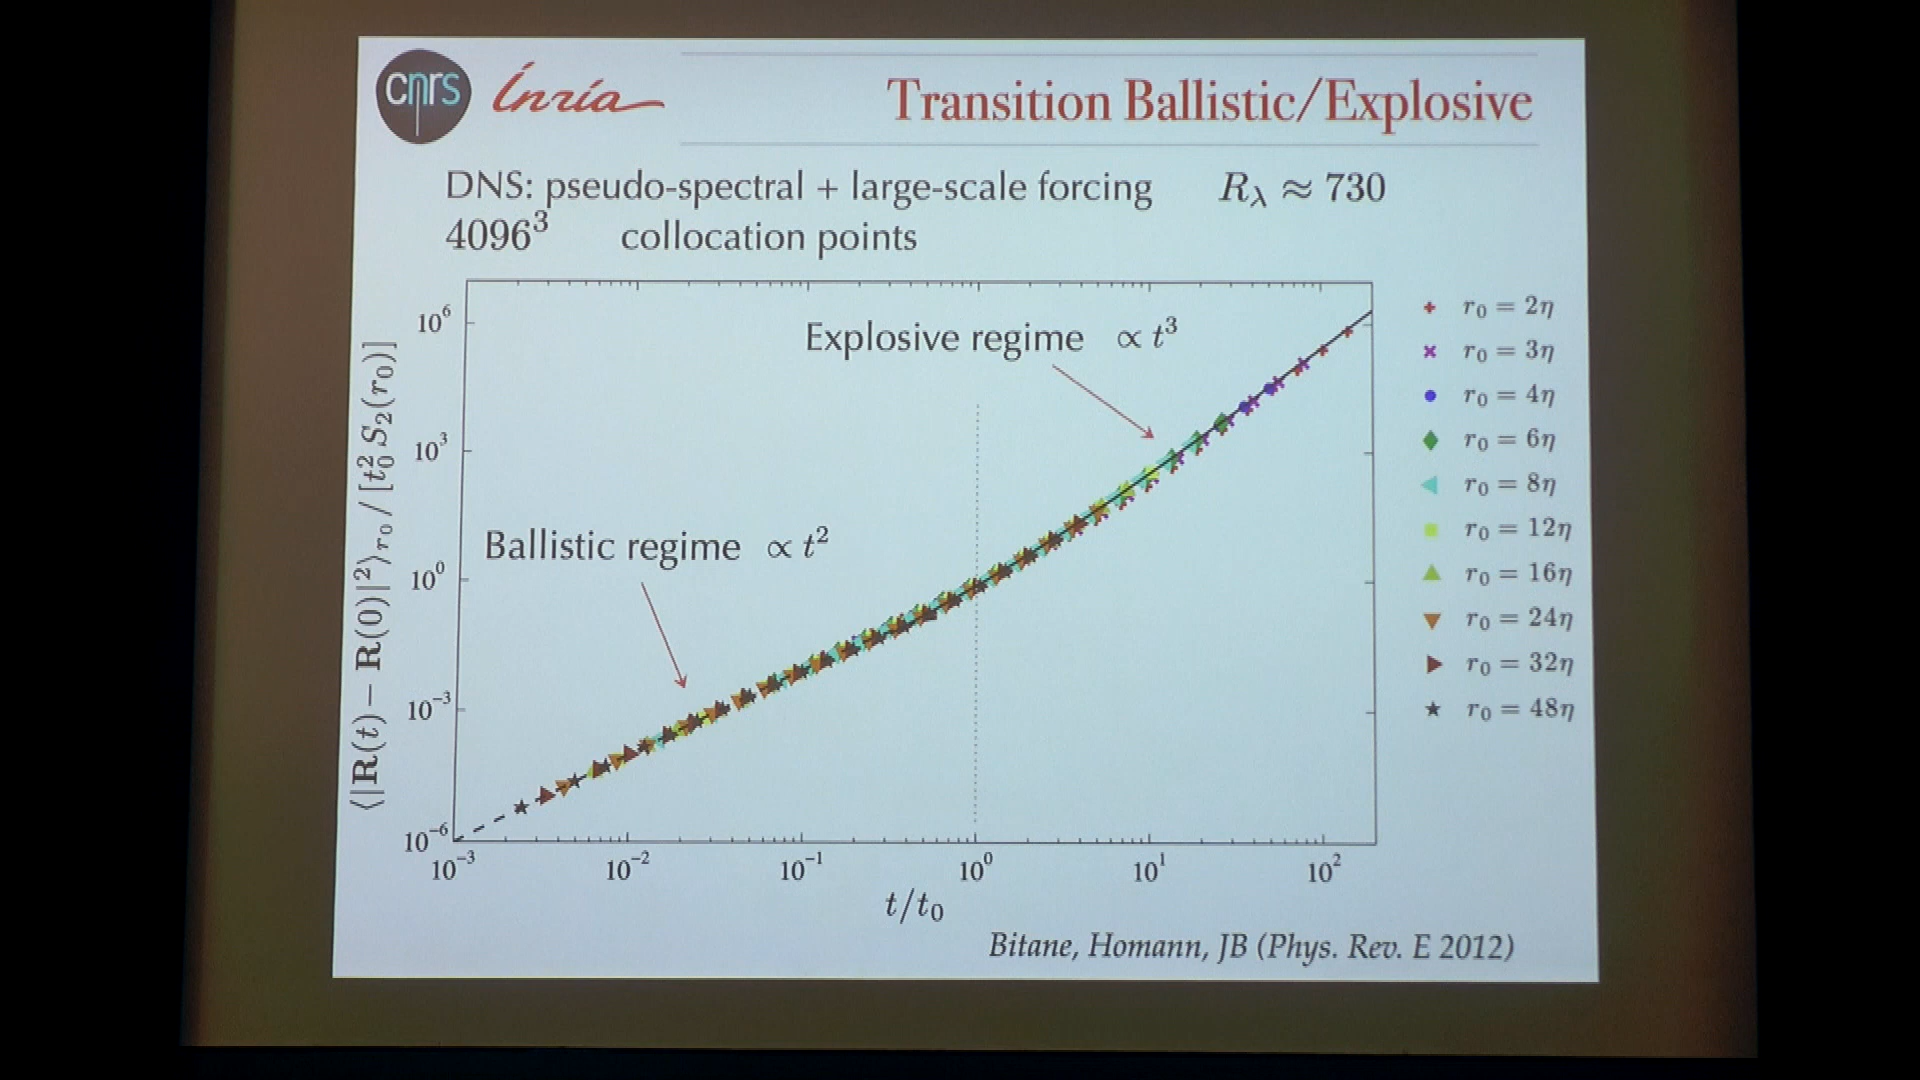 cnrs
Inría
Transition Ballistic/Explosive
DNS: pseudo-spectral + large-scale forcing R_λ ≈ 730
4096³ collocation points
⟨|R(t) − R(0)|²⟩_{r₀} / [t₀² S₂(r₀)]
10⁶
10³
10⁰
10⁻³
10⁻⁶
Explosive regime ∝ t³
Ballistic regime ∝ t²
r₀ = 2η
r₀ = 3η
r₀ = 4η
r₀ = 6η
r₀ = 8η
r₀ = 12η
r₀ = 16η
r₀ = 24η
r₀ = 32η
r₀ = 48η
10⁻³ 10⁻² 10⁻¹ 10⁰ 10¹ 10²
t/t₀
Bitane, Homann, JB (Phys. Rev. E 2012)